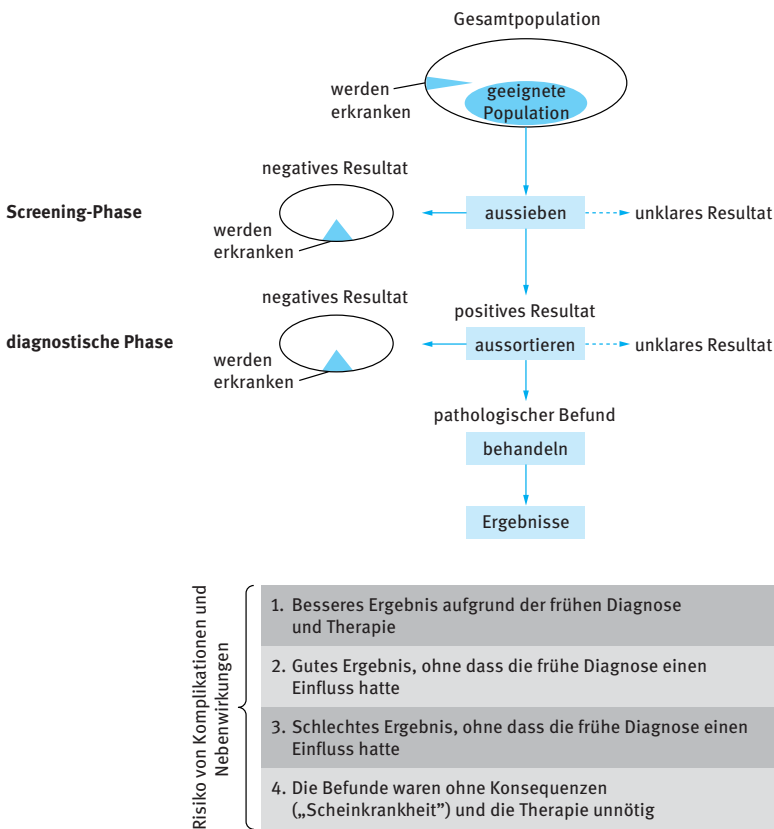 Gesamtpopulation
werden
erkranken
geeignete
Population
negatives Resultat
Screening-Phase
aussieben
unklares Resultat
werden
erkranken
negatives Resultat
positives Resultat
diagnostische Phase
aussortieren
unklares Resultat
werden
erkranken
pathologischer Befund
behandeln
Ergebnisse
Risiko von Komplikationen und
Nebenwirkungen
1. Besseres Ergebnis aufgrund der frühen Diagnose
und Therapie
2. Gutes Ergebnis, ohne dass die frühe Diagnose einen
Einfluss hatte
3. Schlechtes Ergebnis, ohne dass die frühe Diagnose einen
Einfluss hatte
4. Die Befunde waren ohne Konsequenzen
(„Scheinkrankheit”) und die Therapie unnötig